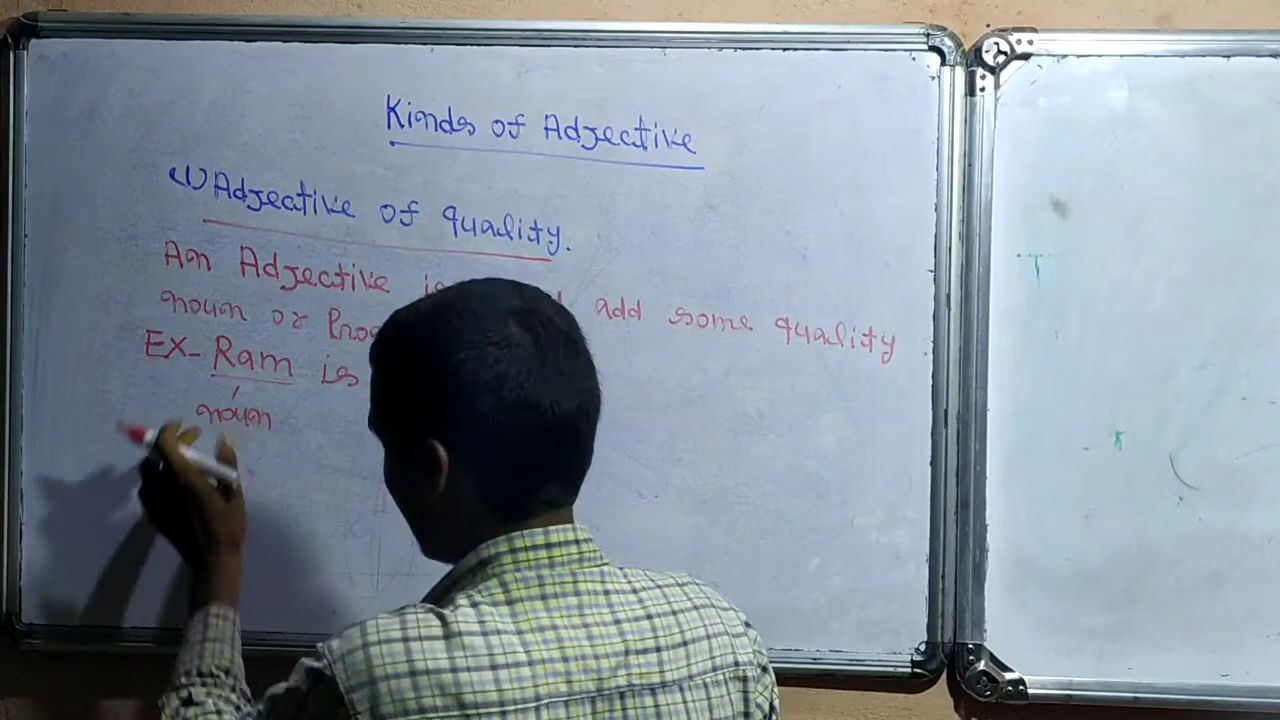 Kinds of Adjective
(1) Adjective of quality.
An Adjective is add some quality
noun or
Ex- Ram is
noun